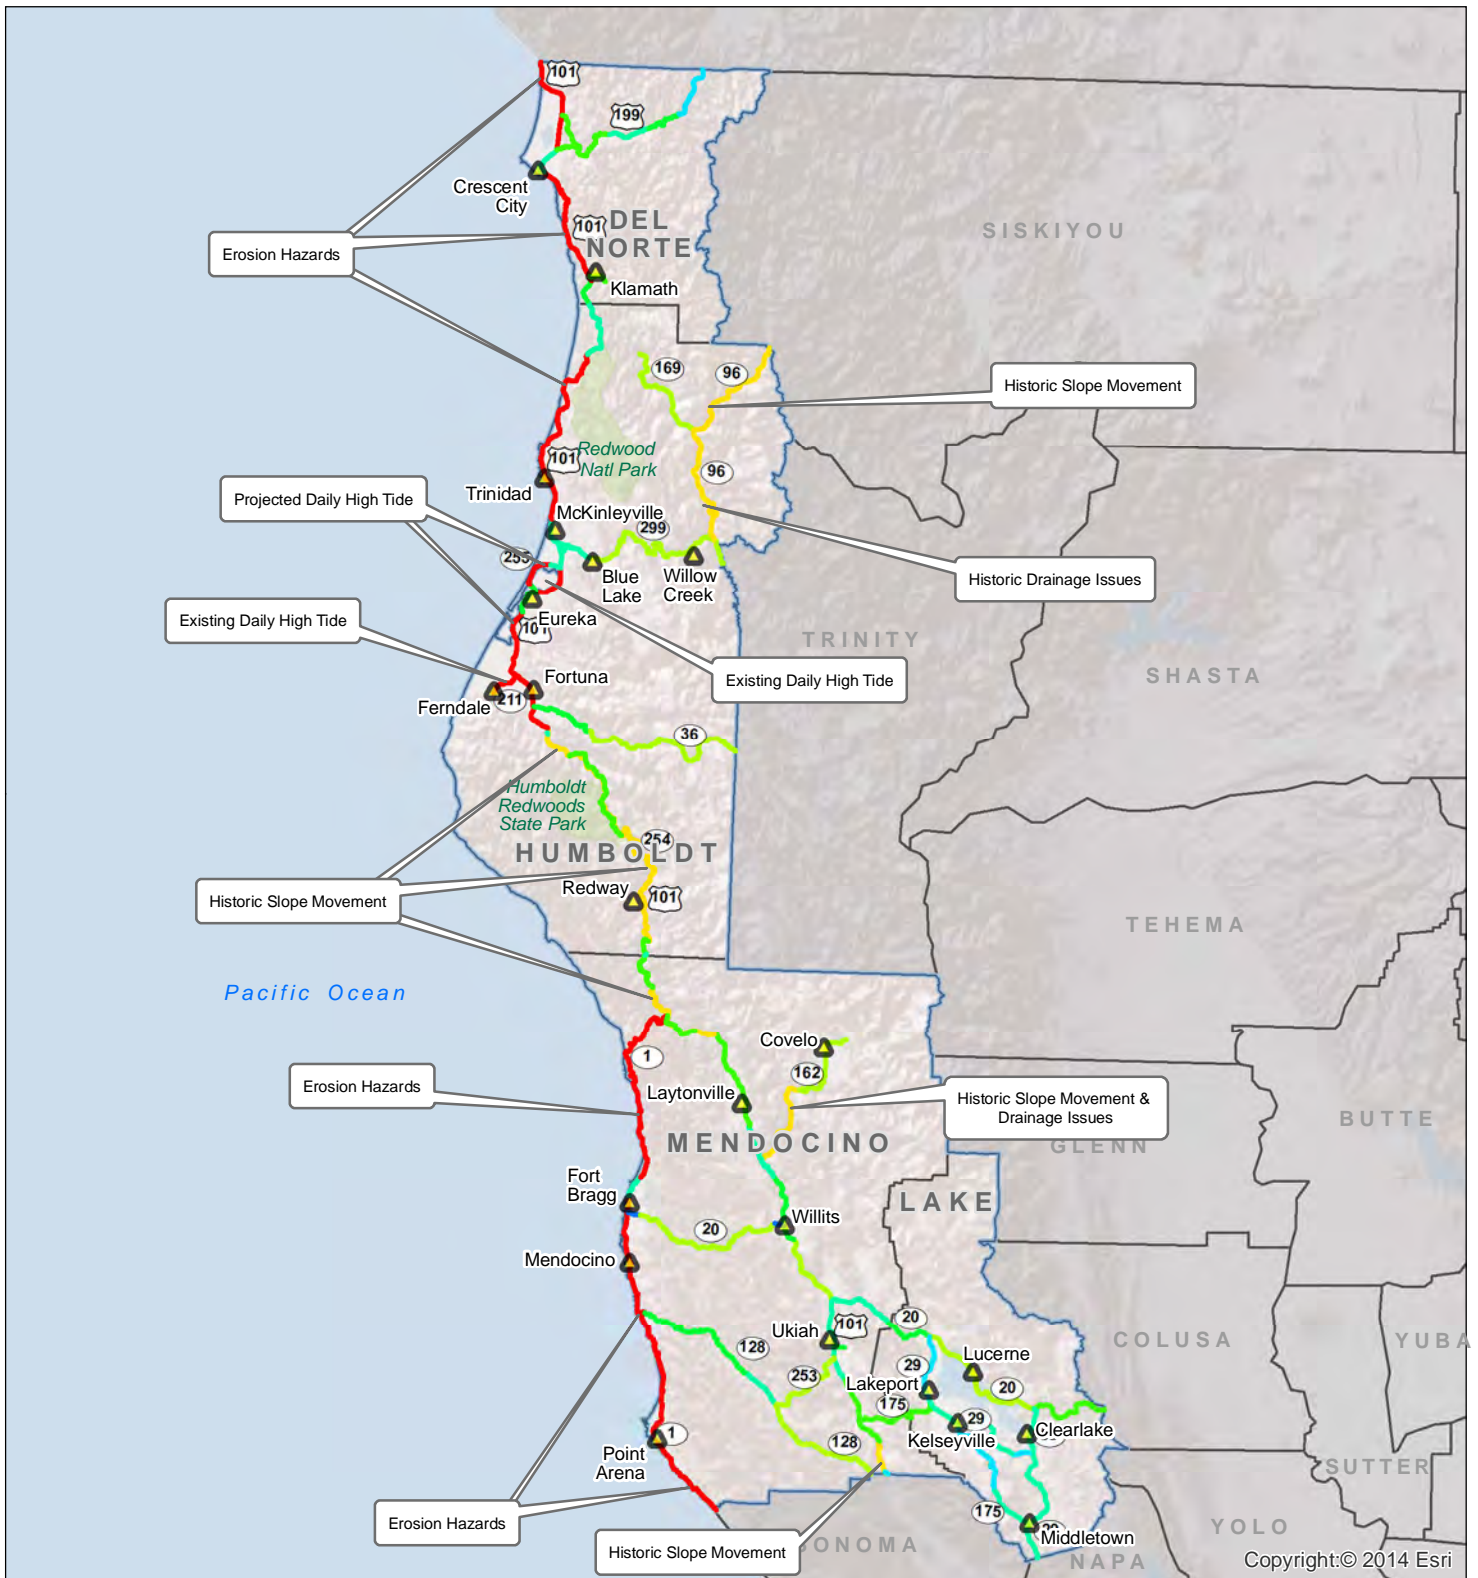 101
199
Crescent
City
101
DEL
NORTE
SISKIYOU
Erosion Hazards
Klamath
169
96
Historic Slope Movement
Redwood
Natl Park
101
96
Trinidad
Projected Daily High Tide
McKinleyville
299
255
Blue
Lake
Willow
Creek
Historic Drainage Issues
Existing Daily High Tide
Eureka
101
TRINITY
SHASTA
Existing Daily High Tide
Fortuna
Ferndale
211
36
Humboldt
Redwoods
State Park
254
HUMBOLDT
Redway
101
Historic Slope Movement
TEHEMA
Pacific Ocean
Covelo
1
162
Erosion Hazards
Laytonville
Historic Slope Movement &
Drainage Issues
BUTTE
MENDOCINO
GLENN
Fort
Bragg
LAKE
Willits
20
Mendocino
Ukiah
101
20
COLUSA
YUBA
128
253
29
Lucerne
Lakeport
20
175
29
Kelseyville
Clearlake
1
Point
Arena
128
SUTTER
175
Erosion Hazards
29
Middletown
YOLO
Historic Slope Movement
SONOMA
NAPA
Copyright:© 2014 Esri